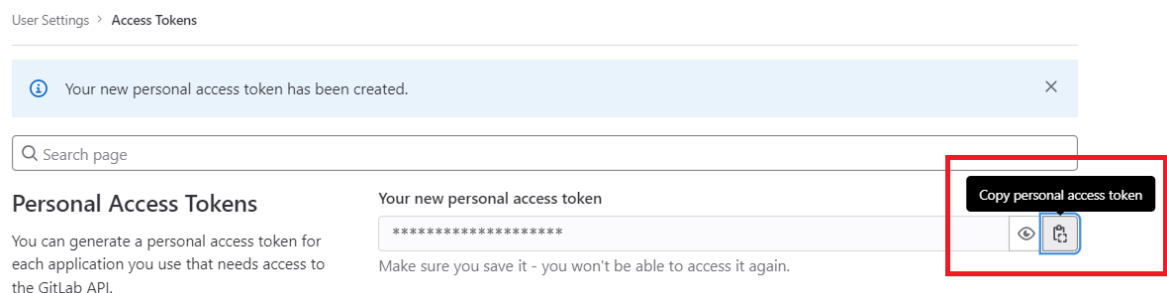 User Settings > Access Tokens
Your new personal access token has been created.
Search page
Copy personal access token
Personal Access Tokens
Your new personal access token
********************
You can generate a personal access token for
each application you use that needs access to
the GitLab API.
Make sure you save it - you won't be able to access it again.